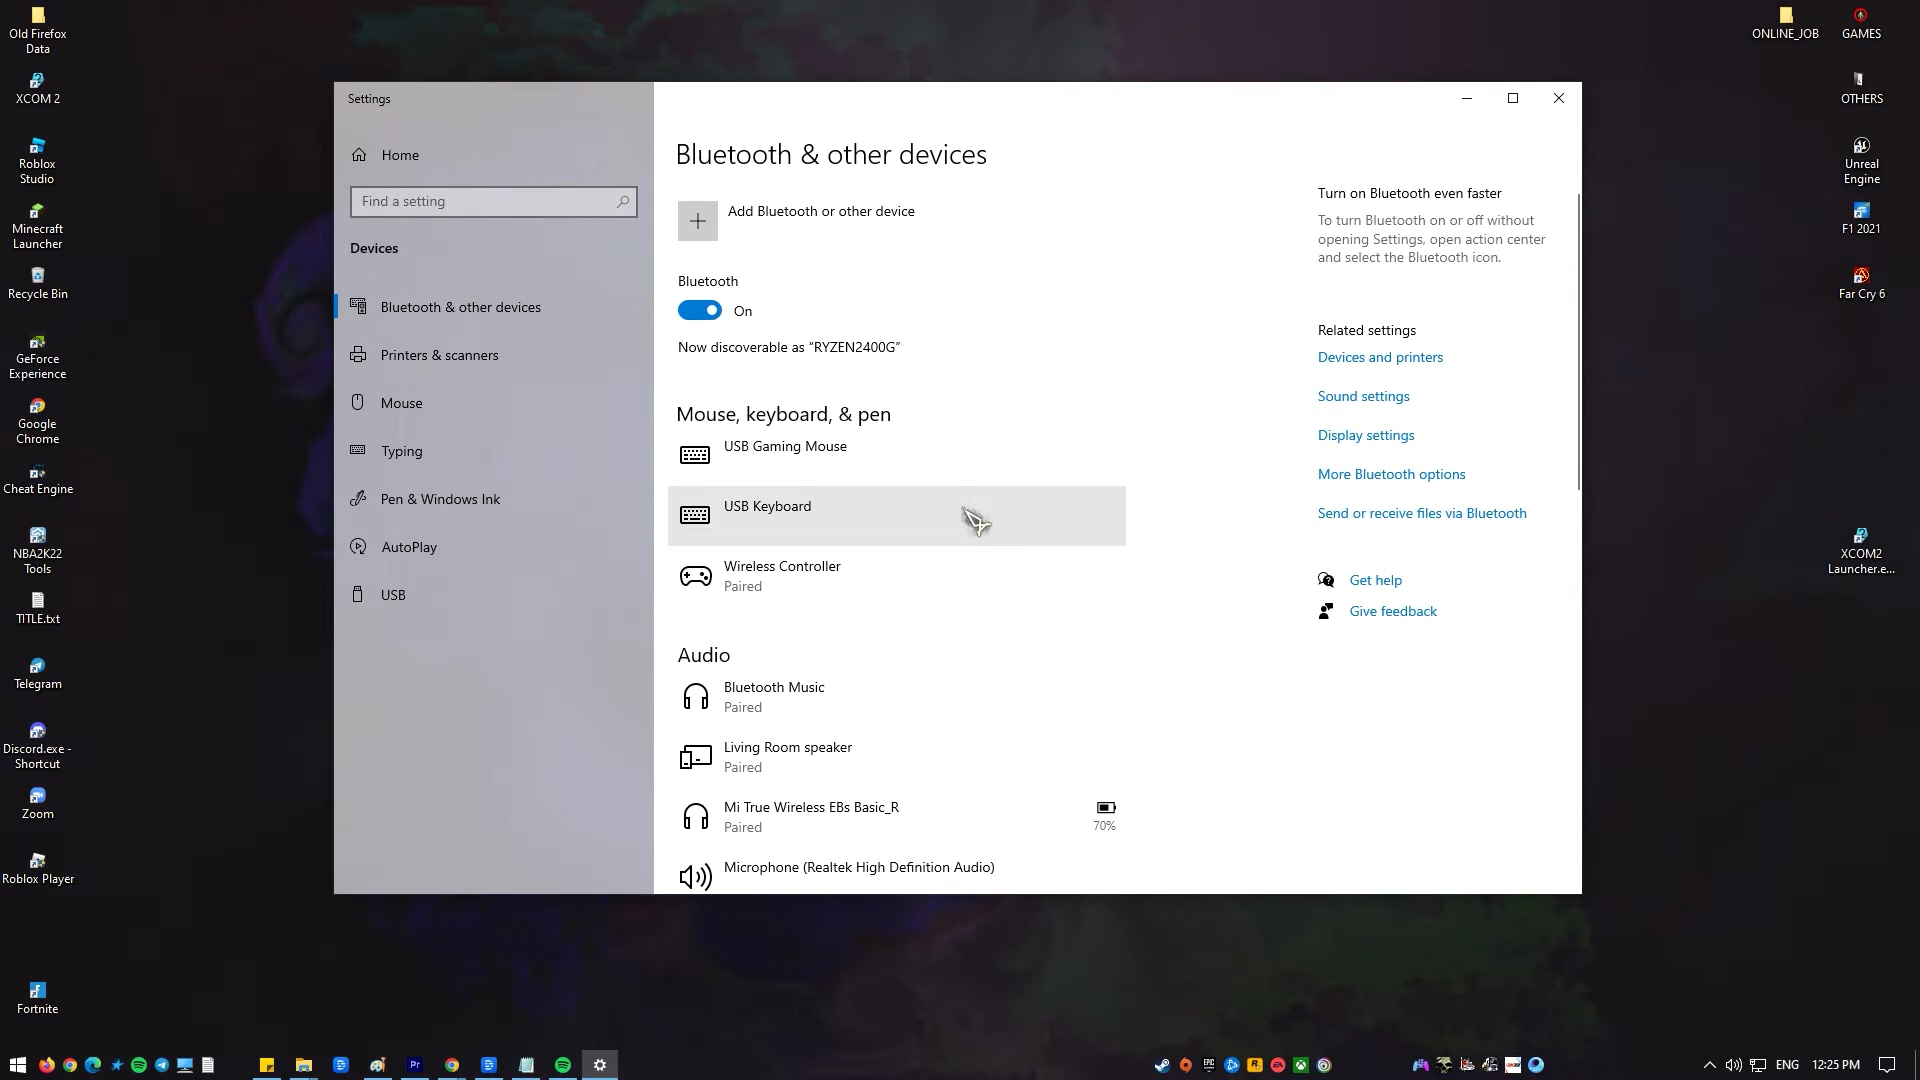 Old Firefox
Data
XCOM 2
Roblox
Studio
Minecraft
Launcher
Recycle Bin
GeForce
Experience
Google
Chrome
Cheat Engine
NBA2K22
Tools
TITLE.txt
Telegram
Discord.exe -
Shortcut
Zoom
Roblox Player
Fortnite
Settings
Home
Find a setting
Devices
Bluetooth & other devices
Printers & scanners
Mouse
Typing
Pen & Windows Ink
AutoPlay
USB
Bluetooth & other devices
Add Bluetooth or other device
Bluetooth
On
Now discoverable as “RYZEN2400G”
Mouse, keyboard, & pen
USB Gaming Mouse
USB Keyboard
Wireless Controller
Paired
Audio
Bluetooth Music
Paired
Living Room speaker
Paired
Mi True Wireless EBs Basic_R
Paired
70%
Microphone (Realtek High Definition Audio)
Turn on Bluetooth even faster
To turn Bluetooth on or off without
opening Settings, open action center
and select the Bluetooth icon.
Related settings
Devices and printers
Sound settings
Display settings
More Bluetooth options
Send or receive files via Bluetooth
Get help
Give feedback
ONLINE_JOB
GAMES
OTHERS
Unreal
Engine
F1 2021
Far Cry 6
XCOM2
Launcher.e...
Pr
EPIC
ENG
12:25 PM